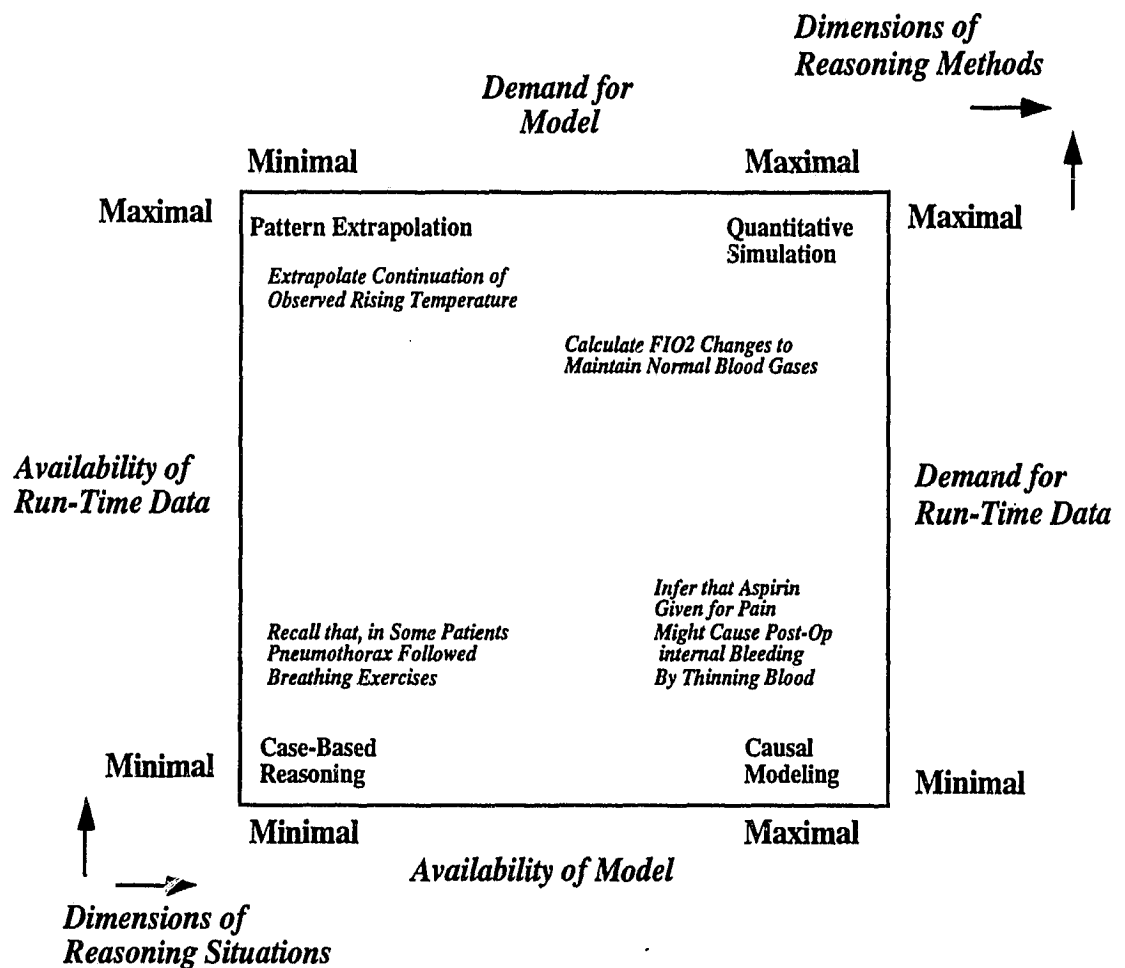 Dimensions of
Reasoning Methods
Demand for
Model
Minimal
Maximal
Maximal
Maximal
Pattern Extrapolation
Quantitative
Simulation
Extrapolate Continuation of
Observed Rising Temperature
Calculate FIO2 Changes to
Maintain Normal Blood Gases
Availability of
Run-Time Data
Demand for
Run-Time Data
Infer that Aspirin
Given for Pain
Might Cause Post-Op
internal Bleeding
By Thinning Blood
Recall that, in Some Patients
Pneumothorax Followed
Breathing Exercises
Case-Based
Reasoning
Causal
Modeling
Minimal
Minimal
Minimal
Maximal
Availability of Model
Dimensions of
Reasoning Situations